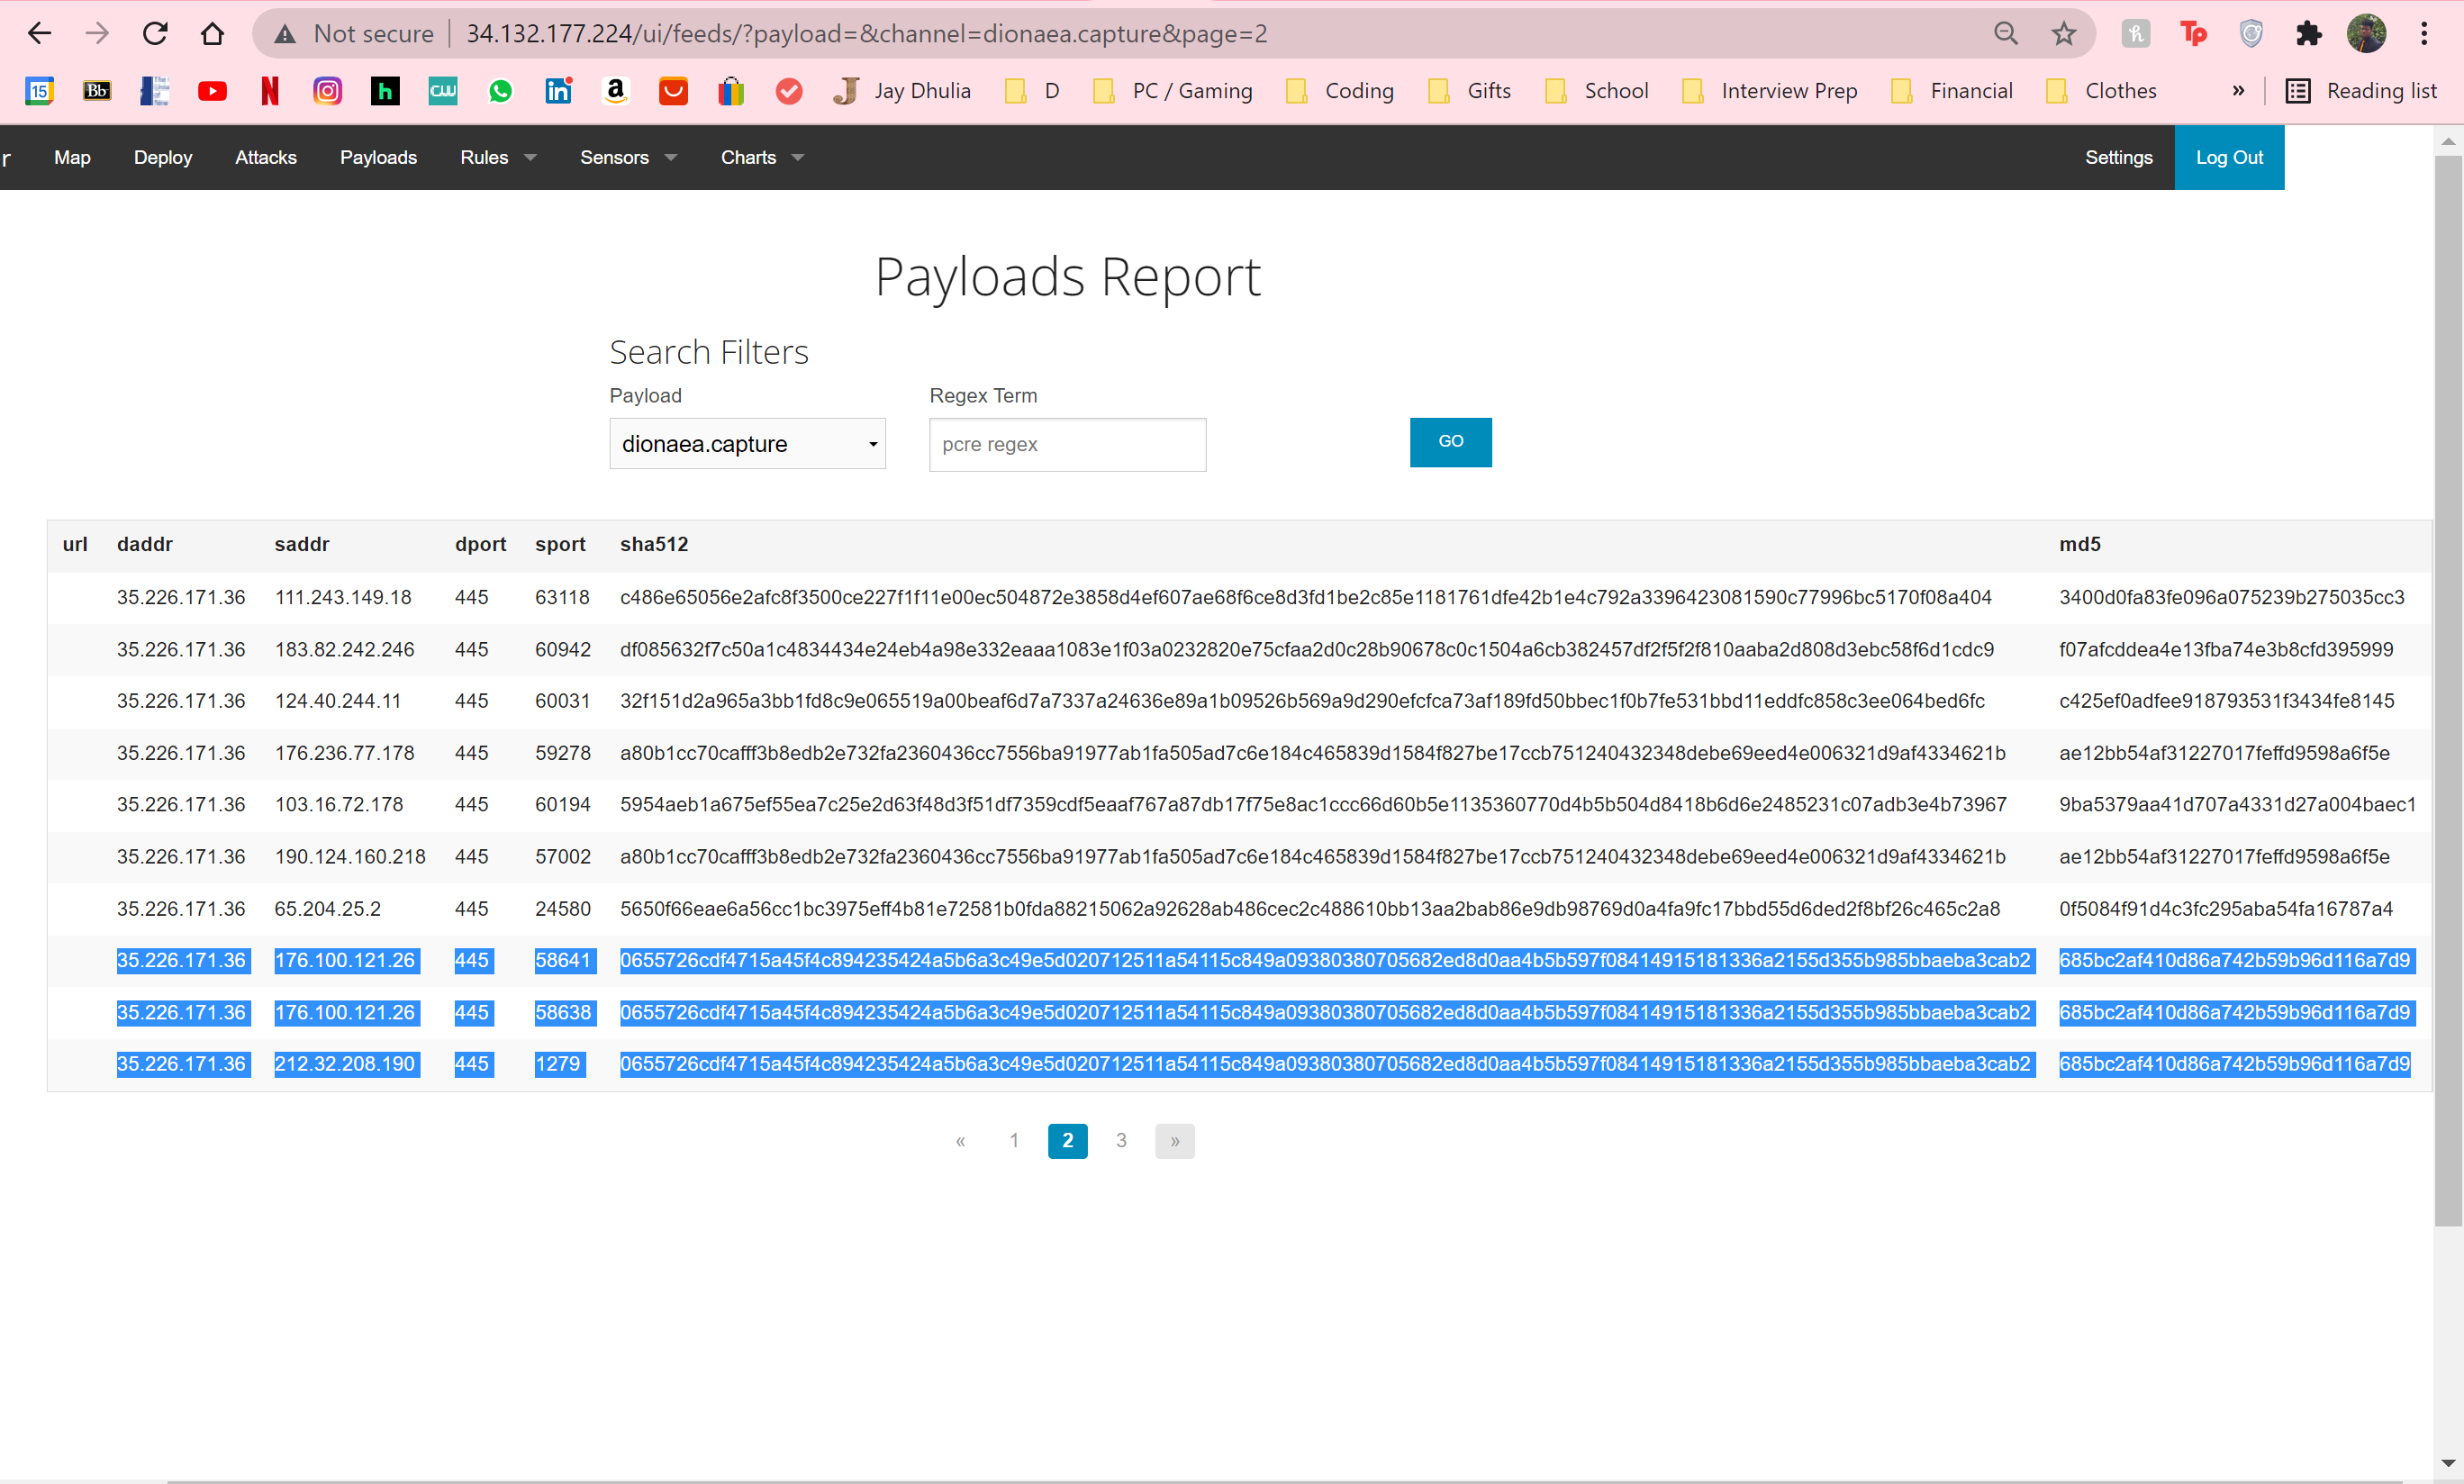 Not secure 34.132.177.224/ui/feeds/?payload=&channel=dionaea.capture&page=2
15 Bb N h CW a J Jay Dhulia D PC / Gaming Coding Gifts School Interview Prep Financial Clothes » Reading list
r Map Deploy Attacks Payloads Rules Sensors Charts Settings Log Out
Payloads Report
Search Filters
Payload Regex Term
dionaea.capture pcre regex GO
url daddr saddr dport sport sha512 md5
35.226.171.36 111.243.149.18 445 63118 c486e65056e2afc8f3500ce227f1f11e00ec504872e3858d4ef607ae68f6ce8d3fd1be2c85e1181761dfe42b1e4c792a3396423081590c77996bc5170f08a404 3400d0fa83fe096a075239b275035cc3
35.226.171.36 183.82.242.246 445 60942 df085632f7c50a1c4834434e24eb4a98e332eaaa1083e1f03a0232820e75cfaa2d0c28b90678c0c1504a6cb382457df2f5f2f810aaba2d808d3ebc58f6d1cdc9 f07afcddea4e13fba74e3b8cfd395999
35.226.171.36 124.40.244.11 445 60031 32f151d2a965a3bb1fd8c9e065519a00beaf6d7a7337a24636e89a1b09526b569a9d290efcfca73af189fd50bbec1f0b7fe531bbd11eddfc858c3ee064bed6fc c425ef0adfee918793531f3434fe8145
35.226.171.36 176.236.77.178 445 59278 a80b1cc70cafff3b8edb2e732fa2360436cc7556ba91977ab1fa505ad7c6e184c465839d1584f827be17ccb751240432348debe69eed4e006321d9af4334621b ae12bb54af31227017feffd9598a6f5e
35.226.171.36 103.16.72.178 445 60194 5954aeb1a675ef55ea7c25e2d63f48d3f51df7359cdf5eaaf767a87db17f75e8ac1ccc66d60b5e1135360770d4b5b504d8418b6d6e2485231c07adb3e4b73967 9ba5379aa41d707a4331d27a004baec1
35.226.171.36 190.124.160.218 445 57002 a80b1cc70cafff3b8edb2e732fa2360436cc7556ba91977ab1fa505ad7c6e184c465839d1584f827be17ccb751240432348debe69eed4e006321d9af4334621b ae12bb54af31227017feffd9598a6f5e
35.226.171.36 65.204.25.2 445 24580 5650f66eae6a56cc1bc3975eff4b81e72581b0fda88215062a92628ab486cec2c488610bb13aa2bab86e9db98769d0a4fa9fc17bbd55d6ded2f8bf26c465c2a8 0f5084f91d4c3fc295aba54fa16787a4
35.226.171.36 176.100.121.26 445 58641 0655726cdf4715a45f4c894235424a5b6a3c49e5d020712511a54115c849a09380380705682ed8d0aa4b5b597f08414915181336a2155d355b985bbaeba3cab2 685bc2af410d86a742b59b96d116a7d9
35.226.171.36 176.100.121.26 445 58638 0655726cdf4715a45f4c894235424a5b6a3c49e5d020712511a54115c849a09380380705682ed8d0aa4b5b597f08414915181336a2155d355b985bbaeba3cab2 685bc2af410d86a742b59b96d116a7d9
35.226.171.36 212.32.208.190 445 1279 0655726cdf4715a45f4c894235424a5b6a3c49e5d020712511a54115c849a09380380705682ed8d0aa4b5b597f08414915181336a2155d355b985bbaeba3cab2 685bc2af410d86a742b59b96d116a7d9
« 1 2 3 »